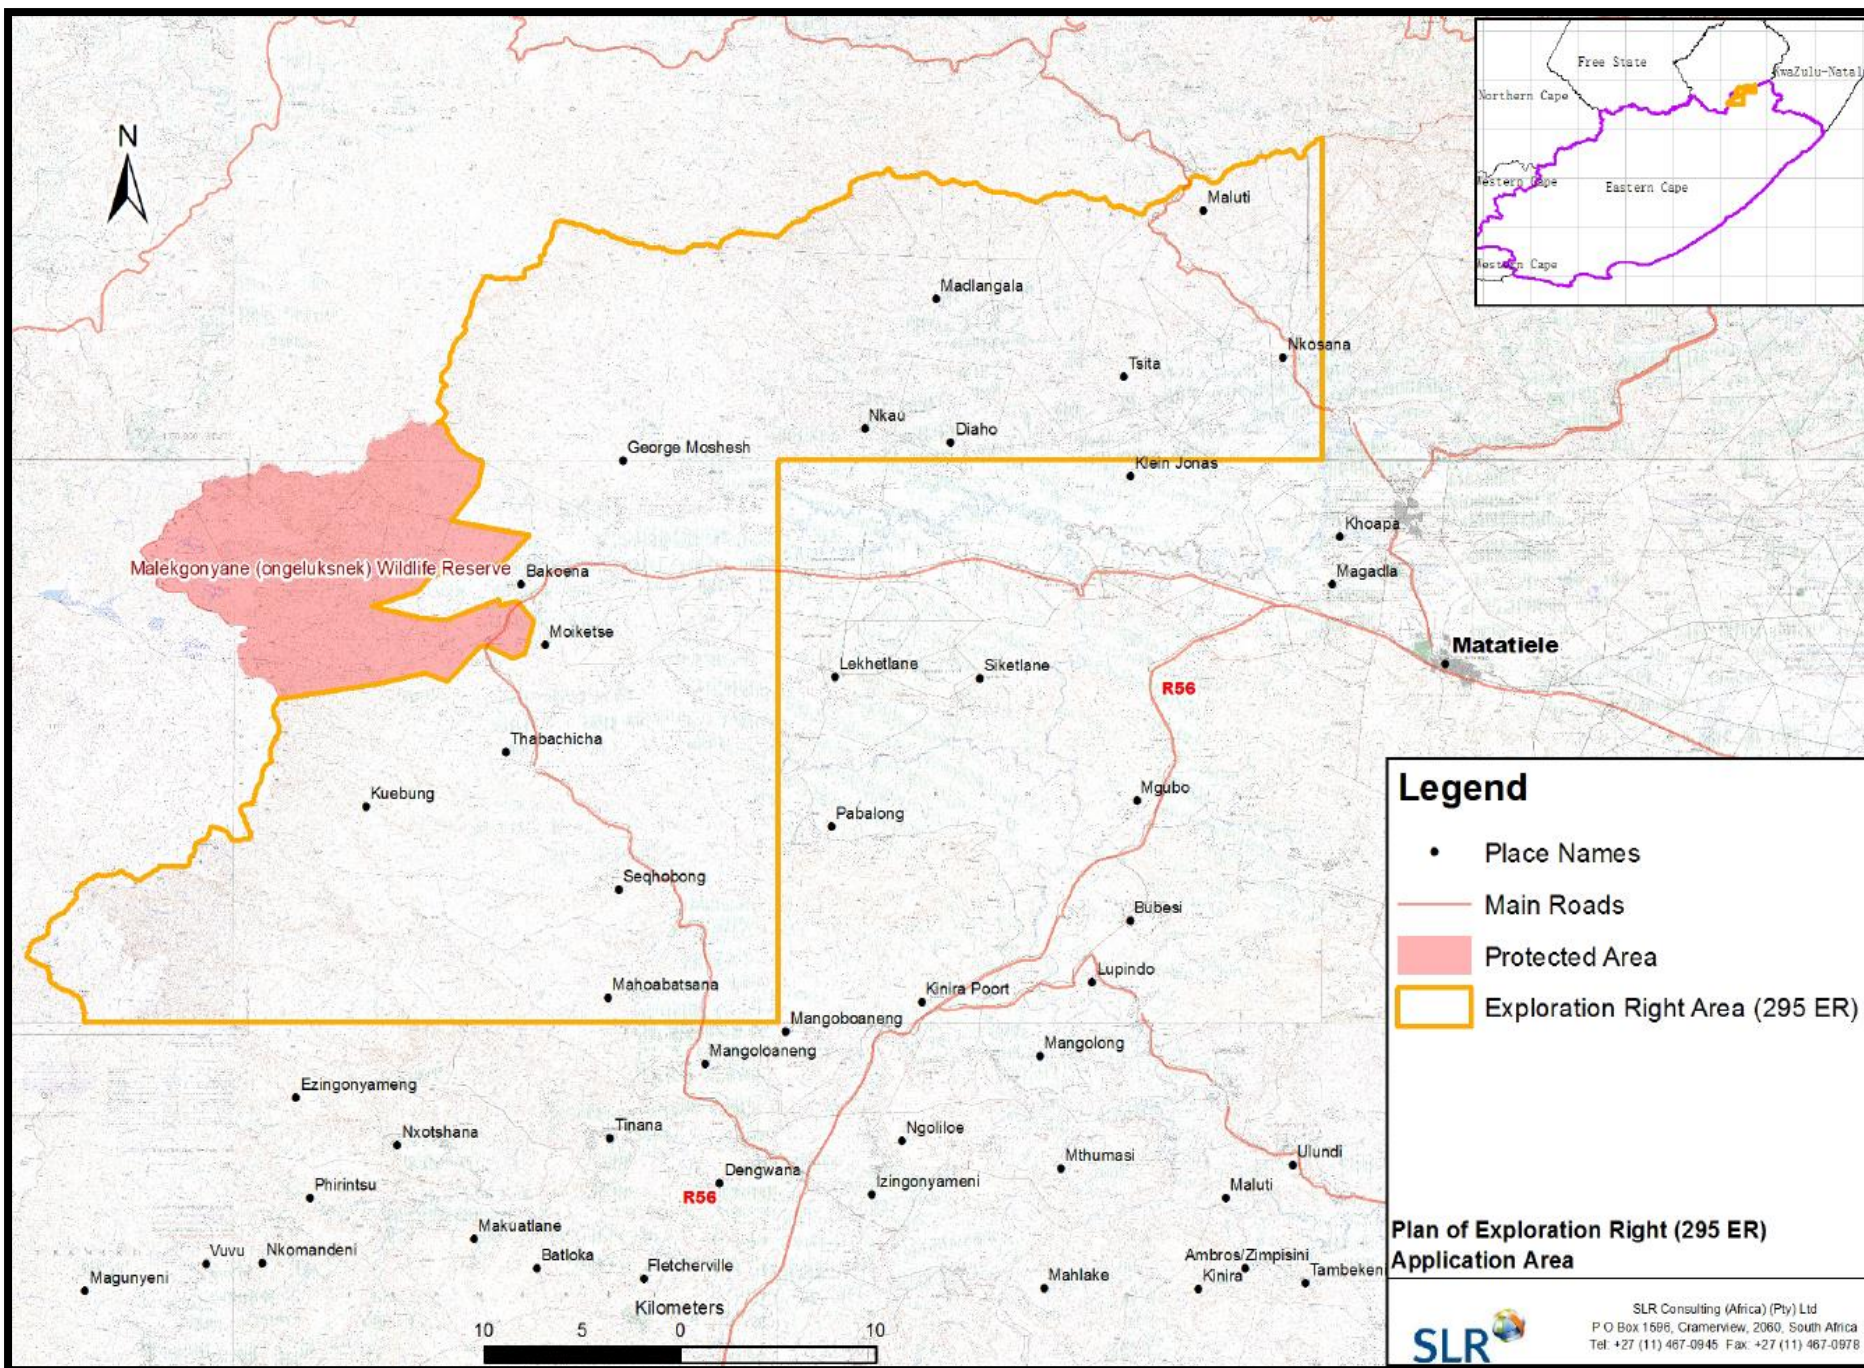 Free State
KwaZulu-Natal
Northern Cape
Western Cape
Eastern Cape
Western Cape
N
Maluti
Madlangala
Nkosana
Tsita
Nkau
Diaho
George Moshesh
Klein Jonas
Khoapa
Malekgonyane (ongeluksnek) Wildlife Reserve
Bakoena
Magadla
Moiketse
Matatiele
Lekhetlane
Siketlane
R56
Thabachicha
Kuebung
Mgubo
Pabalong
Seqhobong
Bubesi
Mahoabatsana
Lupindo
Kinira Poort
Mangoboaneng
Mangoloaneng
Mangolong
Ezingonyameng
Nxotshana
Tinana
Ngoliloe
Mthumasi
Ulundi
Dengwana
Phirintsu
R56
Izingonyameni
Maluti
Makuatlane
Vuvu
Nkomandeni
Batloka
Fletcherville
Ambros/Zimpisini
Magunyeni
Mahlake
Kinira
Tambekeni
Kilometers
10 5 0 10
Legend
Place Names
Main Roads
Protected Area
Exploration Right Area (295 ER)
Plan of Exploration Right (295 ER)
Application Area
SLR
SLR Consulting (Africa) (Pty) Ltd
P O Box 1596, Cramerview, 2060, South Africa
Tel: +27 (11) 467-0945 Fax: +27 (11) 467-0978